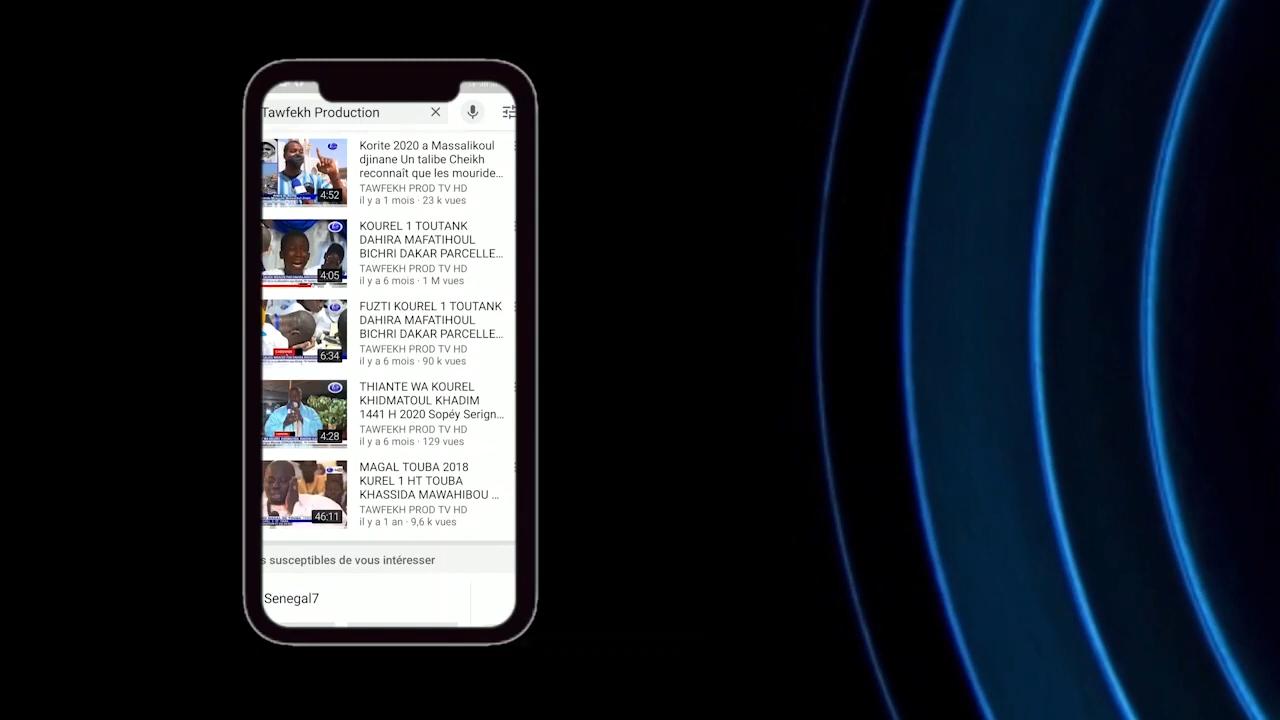 Tawfekh Production
Korite 2020 a Massalikoul
djinane Un talibe Cheikh
reconnaît que les mouride...
TAWFEKH PROD TV HD
il y a 1 mois · 23 k vues
4:52
KOUREL 1 TOUTANK
DAHIRA MAFATIHOUL
BICHRI DAKAR PARCELLE...
TAWFEKH PROD TV HD
il y a 6 mois · 1 M vues
4:05
FUZTI KOUREL 1 TOUTANK
DAHIRA MAFATIHOUL
BICHRI DAKAR PARCELLE...
TAWFEKH PROD TV HD
il y a 6 mois · 90 k vues
6:34
THIANTE WA KOUREL
KHIDMATOUL KHADIM
1441 H 2020 Sopéy Serign...
TAWFEKH PROD TV HD
il y a 6 mois · 129 vues
4:28
MAGAL TOUBA 2018
KUREL 1 HT TOUBA
KHASSIDA MAWAHIBOU ...
TAWFEKH PROD TV HD
il y a 1 an · 9,6 k vues
46:11
s susceptibles de vous intéresser
Senegal7